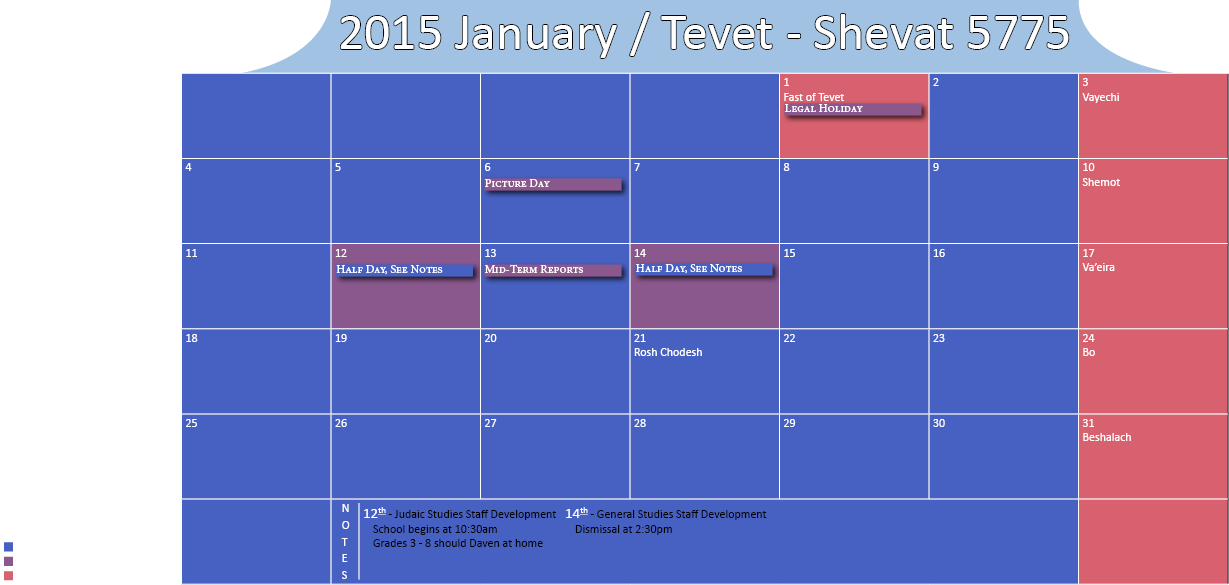 2015 January / Tevet - Shevat 5775
1
2
3
Fast of Tevet
Vayechi
Legal Holiday
4
5
6
7
8
9
10
Picture Day
Shemot
11
12
13
14
15
16
17
Half Day, See Notes
Mid-Term Reports
Half Day, See Notes
Va'eira
18
19
20
21
22
23
24
Rosh Chodesh
Bo
25
26
27
28
29
30
31
Beshalach
NOTES
12th - Judaic Studies Staff Development
School begins at 10:30am
Grades 3 - 8 should Daven at home
14th - General Studies Staff Development
Dismissal at 2:30pm